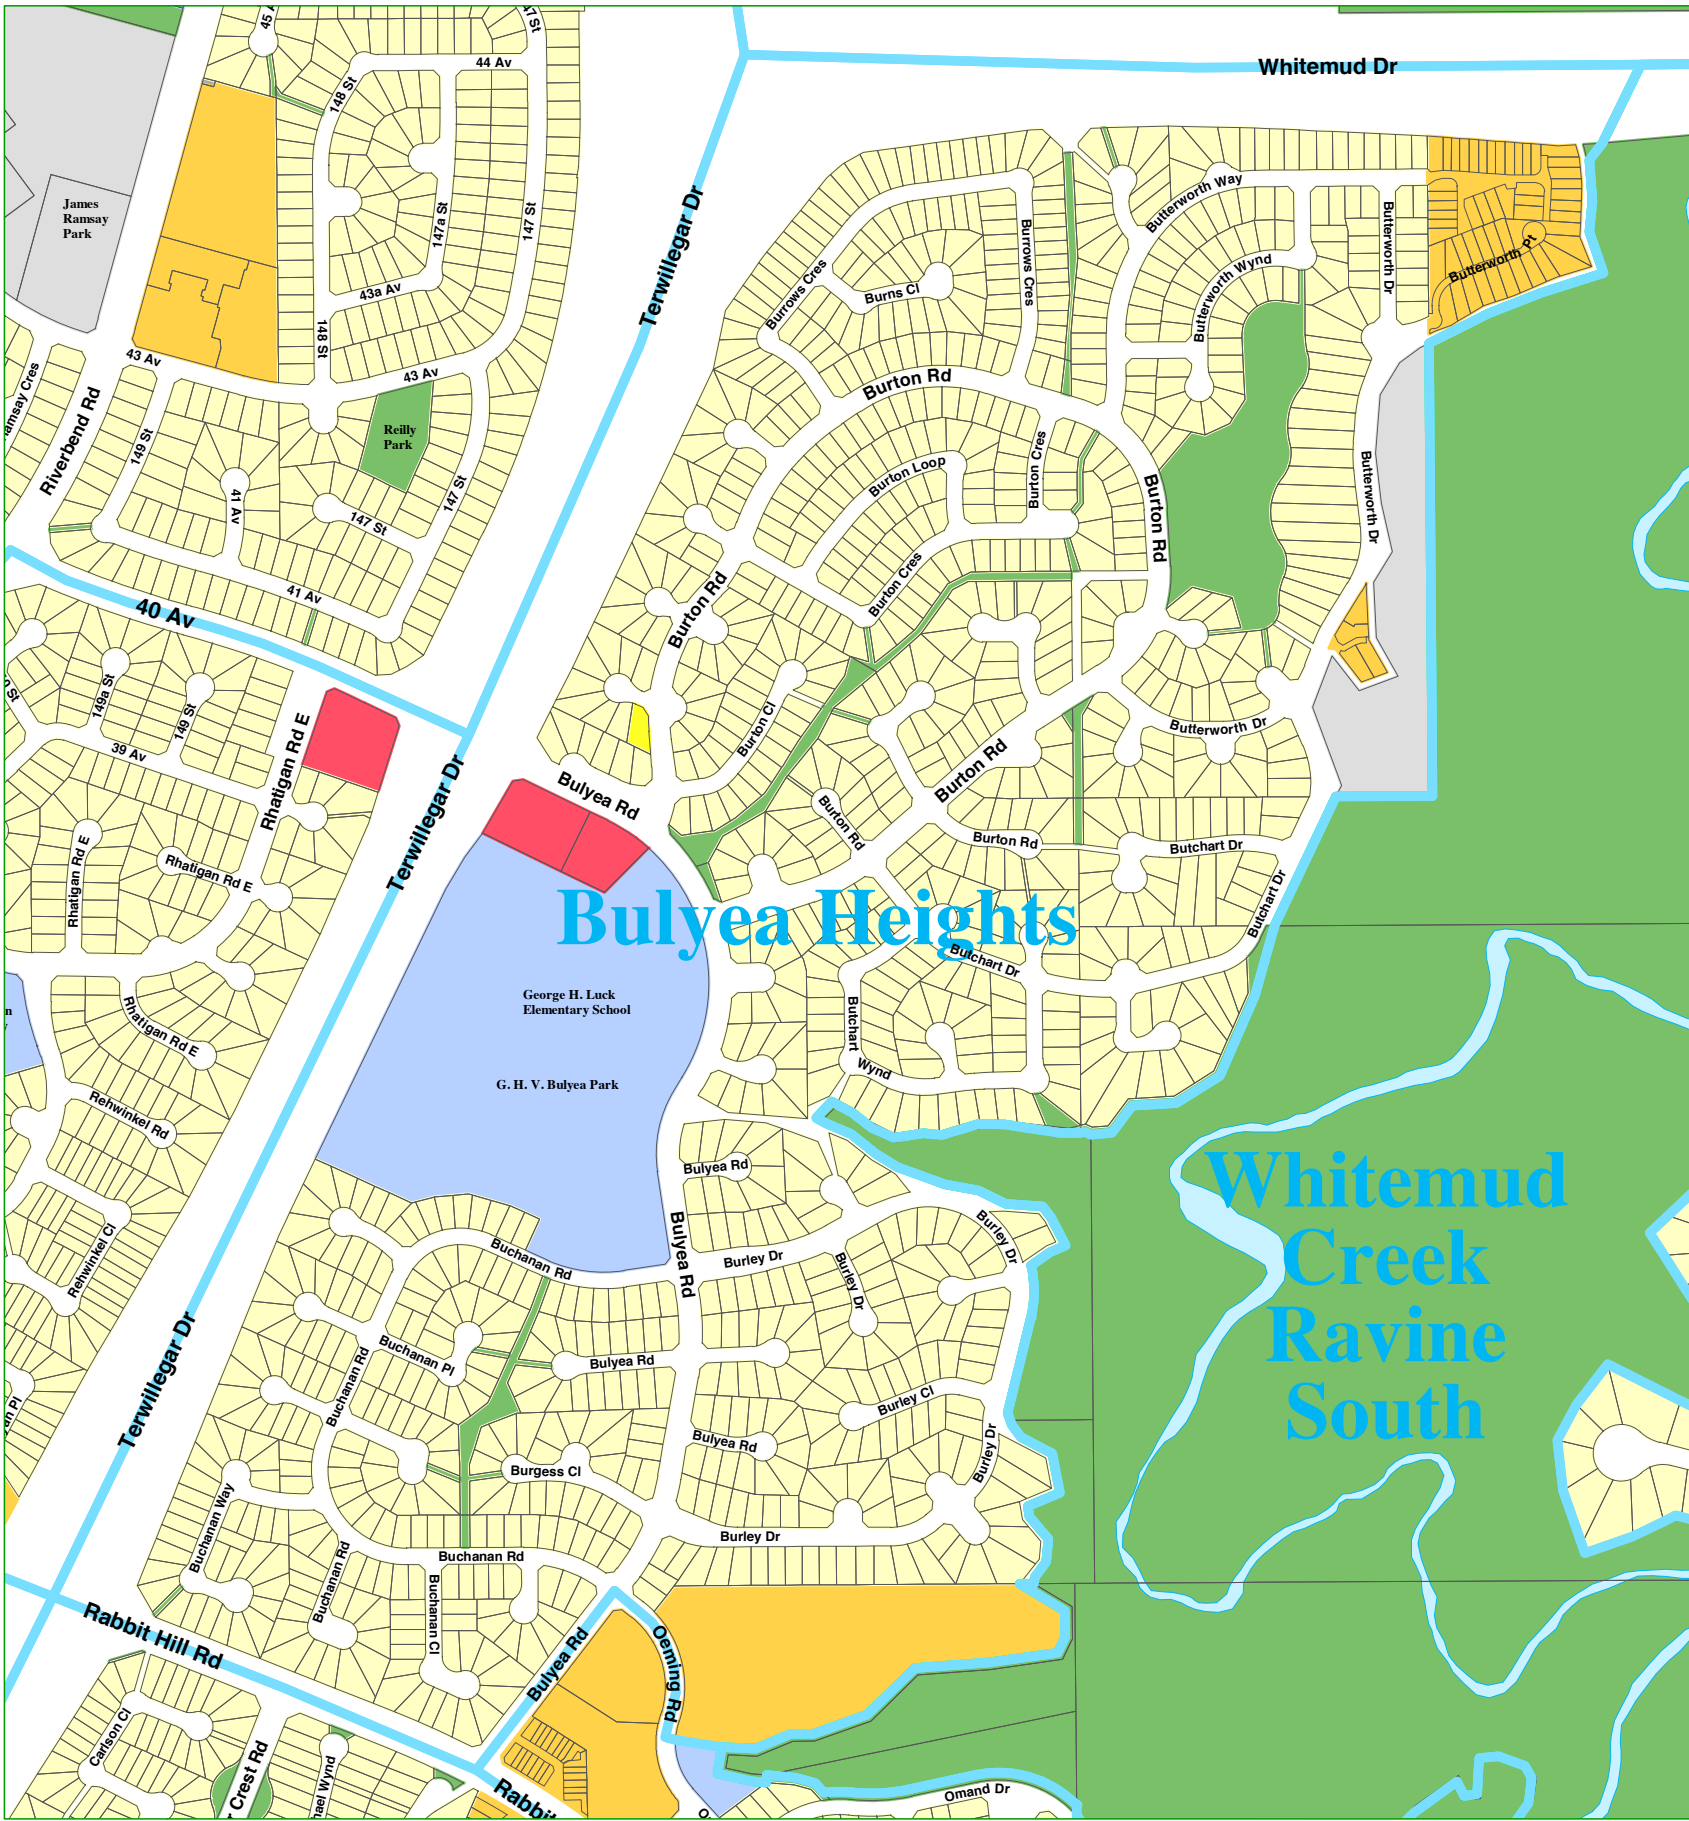 47 St
44 Av
148 St
Whitemud Dr
James
Ramsay
Park
147a St
147 St
43a Av
148 St
43 Av
43 Av
Riverbend Rd
149 St
Reilly
Park
41 Av
147 St
147 St
41 Av
40 Av
Terwillegar Dr
Butterworth Way
Butterworth Dr
Butterworth Pt
Butterworth Wynd
Burrows Cres
Burrows Cres
Burns Cl
Burton Rd
Burton Loop
Burton Cres
Burton Cres
Burton Rd
Butterworth Dr
Burton Rd
149a St
149 St
39 Av
Rhatigan Rd E
Rhatigan Rd E
Rhatigan Rd E
Terwillegar Dr
Burton Cl
Bulyea Rd
Butterworth Dr
Burton Rd
Burton Rd
Burton Rd
Butchart Dr
Butchart Dr
Bulyea Heights
Butchart Dr
George H. Luck
Elementary School
Butchart
Wynd
Rhatigan Rd E
G. H. V. Bulyea Park
Rehwinkel Rd
Rehwinkel Cl
Bulyea Rd
Bulyea Rd
Burley Dr
Burley Dr
Burley Dr
Whitemud
Creek
Ravine
South
Buchanan Rd
Buchanan Pl
Buchanan Rd
Bulyea Rd
Burley Cl
Bulyea Rd
Burley Dr
Burgess Cl
Terwillegar Dr
Buchanan Way
Buchanan Rd
Buchanan Rd
Buchanan Cl
Burley Dr
Rabbit Hill Rd
Bulyea Rd
Oeming Rd
Carlson Cl
Crest Rd
Wynd
Omand Dr